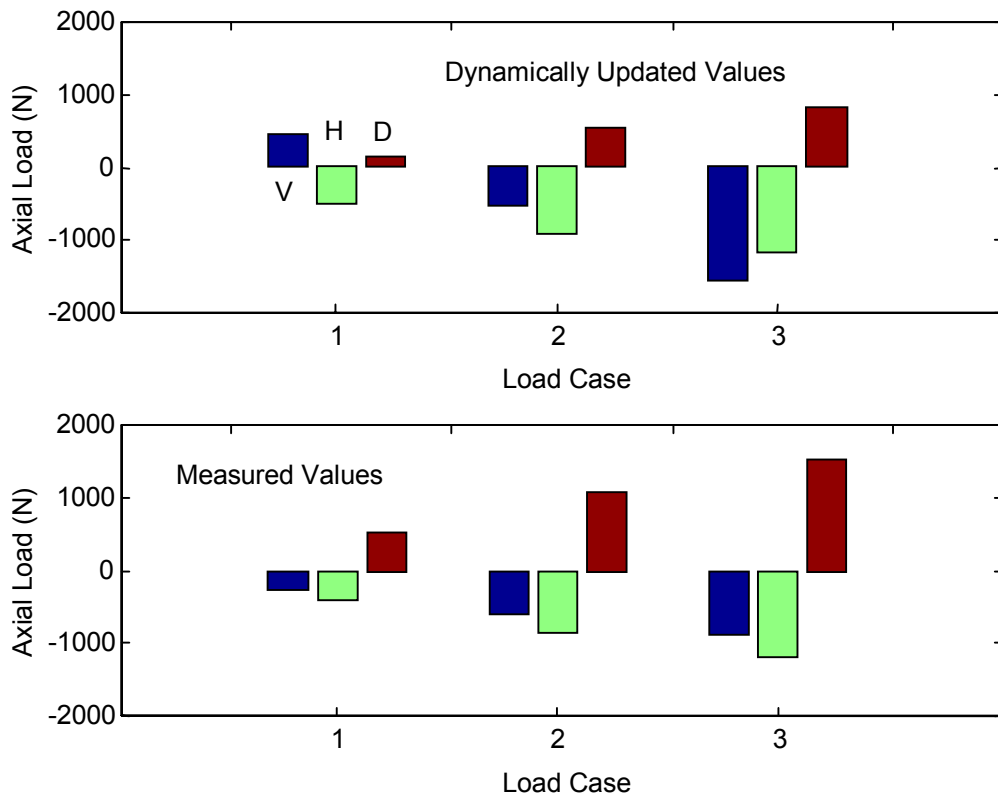 2000
Dynamically Updated Values
1000
H D
0
V
-1000
-2000
Axial Load (N)
1 2 3
Load Case
2000
Measured Values
1000
0
-1000
-2000
Axial Load (N)
1 2 3
Load Case